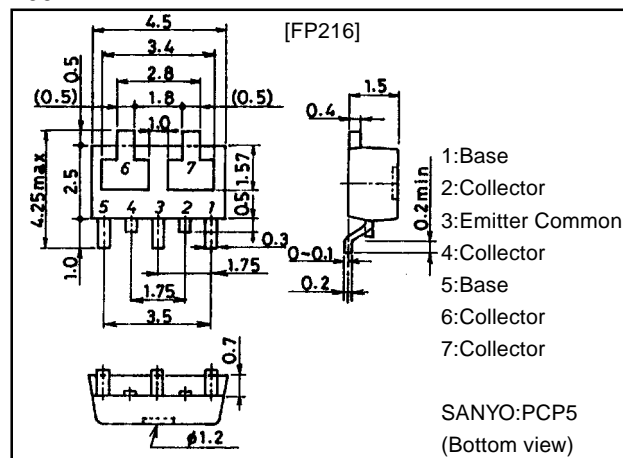 [FP216]
4.5
3.4
2.8
(0.5) 1.8 (0.5)
1.0
0.5
4.25max
2.5
1.0
6 7
1.57
0.5
5 4 3 2 1
0.3
1.75
1.75
3.5
0.7
ø1.2
1.5
0.4
0.2min
0~0.1
0.2
1:Base
2:Collector
3:Emitter Common
4:Collector
5:Base
6:Collector
7:Collector
SANYO:PCP5
(Bottom view)